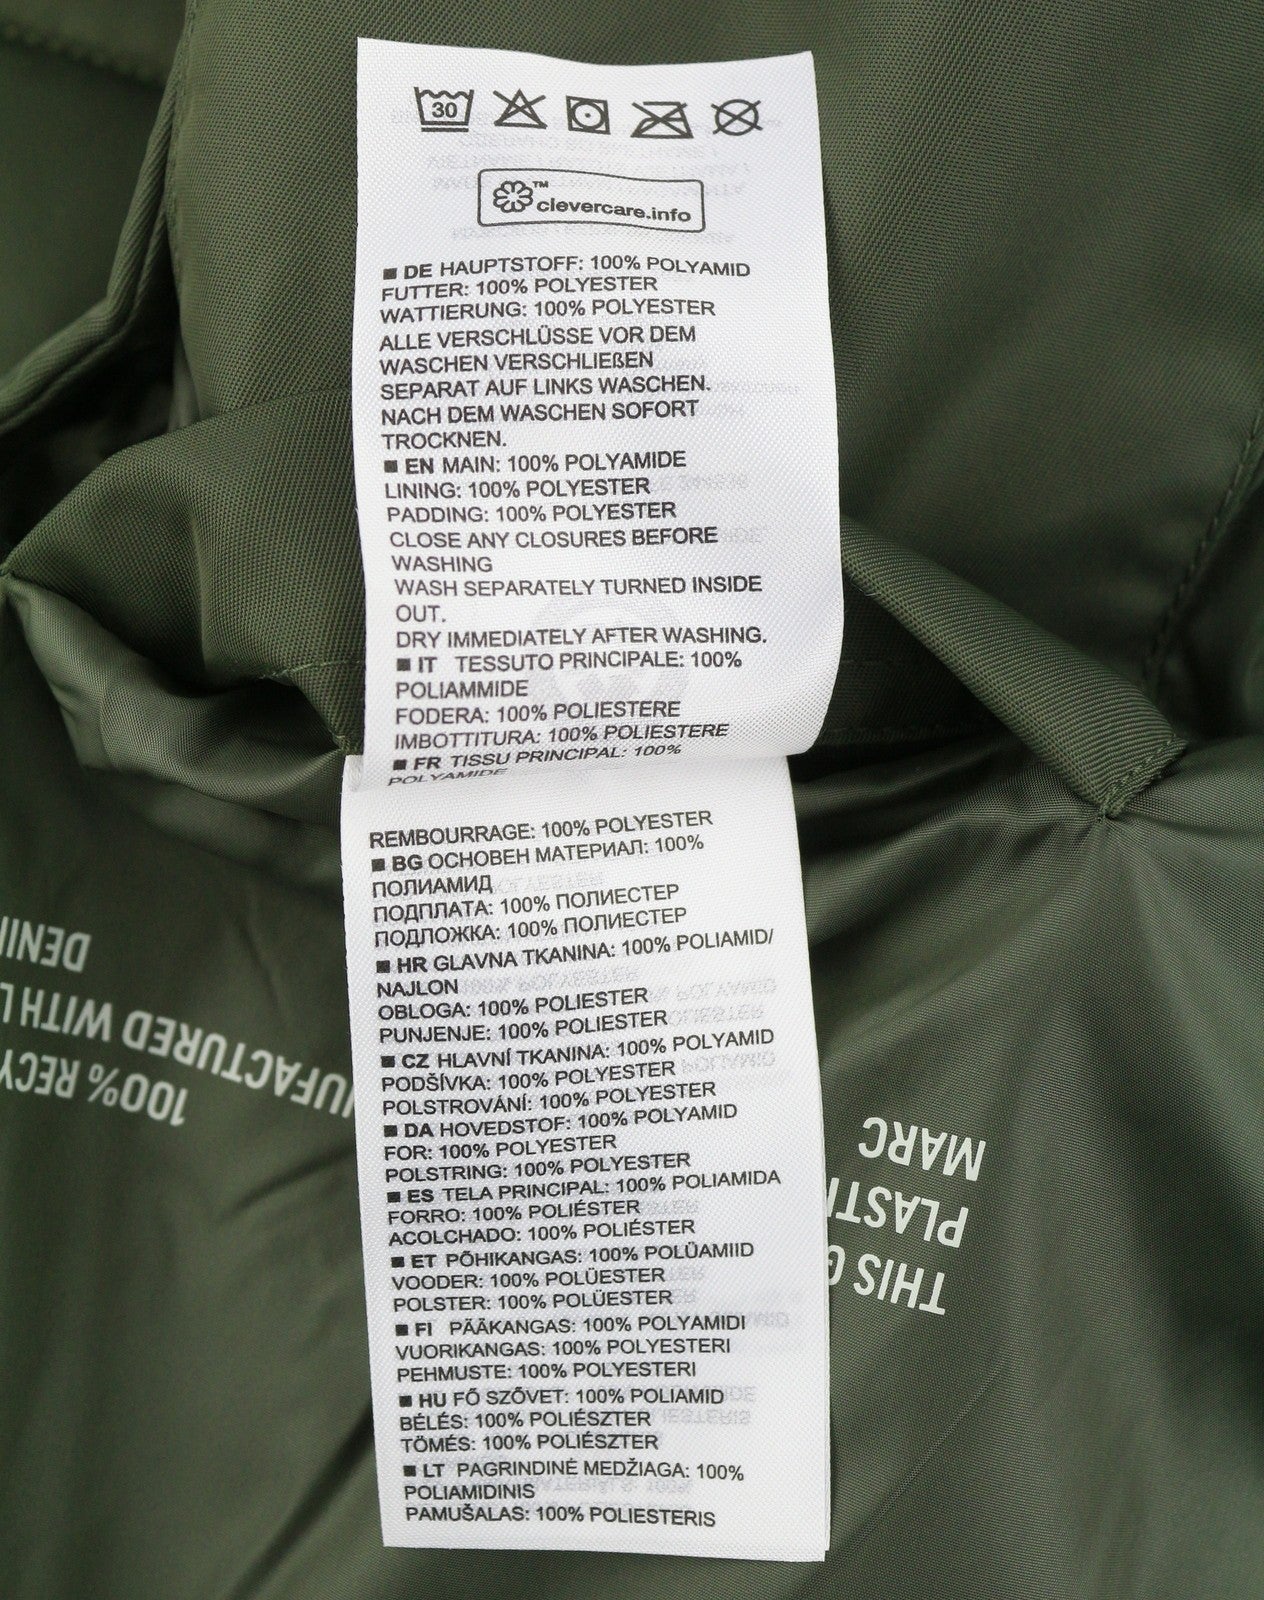 30
clevercare.info
™
■ DE HAUPTSTOFF: 100% POLYAMID
FUTTER: 100% POLYESTER
WATTIERUNG: 100% POLYESTER
ALLE VERSCHLÜSSE VOR DEM
WASCHEN VERSCHLIEßEN
SEPARAT AUF LINKS WASCHEN.
NACH DEM WASCHEN SOFORT
TROCKNEN.
■ EN MAIN: 100% POLYAMIDE
LINING: 100% POLYESTER
PADDING: 100% POLYESTER
CLOSE ANY CLOSURES BEFORE
WASHING
WASH SEPARATELY TURNED INSIDE
OUT.
DRY IMMEDIATELY AFTER WASHING.
■ IT TESSUTO PRINCIPALE: 100%
POLIAMMIDE
FODERA: 100% POLIESTERE
IMBOTTITURA: 100% POLIESTERE
■ FR TISSU PRINCIPAL: 100%
POLYAMIDE
REMBOURRAGE: 100% POLYESTER
■ BG ОСНОВЕН МАТЕРИАЛ: 100%
ПОЛИАМИД
ПОДПЛАТА: 100% ПОЛИЕСТЕР
ПОДЛОЖКА: 100% ПОЛИЕСТЕР
■ HR GLAVNA TKANINA: 100% POLIAMID/
NAJLON
OBLOGA: 100% POLIESTER
PUNJENJE: 100% POLIESTER
■ CZ HLAVNÍ TKANINA: 100% POLYAMID
PODŠÍVKA: 100% POLYESTER
POLSTROVÁNÍ: 100% POLYESTER
■ DA HOVEDSTOF: 100% POLYAMID
FOR: 100% POLYESTER
POLSTRING: 100% POLYESTER
■ ES TELA PRINCIPAL: 100% POLIAMIDA
FORRO: 100% POLIÉSTER
ACOLCHADO: 100% POLIÉSTER
■ ET PÕHIKANGAS: 100% POLÜAMIID
VOODER: 100% POLÜESTER
POLSTER: 100% POLÜESTER
■ FI PÄÄKANGAS: 100% POLYAMIDI
VUORIKANGAS: 100% POLYESTERI
PEHMUSTE: 100% POLYESTERI
■ HU FŐ SZŐVET: 100% POLIAMID
BÉLÉS: 100% POLIÉSZTER
TÖMÉS: 100% POLIÉSZTER
■ LT PAGRINDINĖ MEDŽIAGA: 100%
POLIAMIDINIS
PAMUŠALAS: 100% POLIESTERIS
THIS
PLAST
MARC
100% RECY
UFACTURED WITH L
DENI